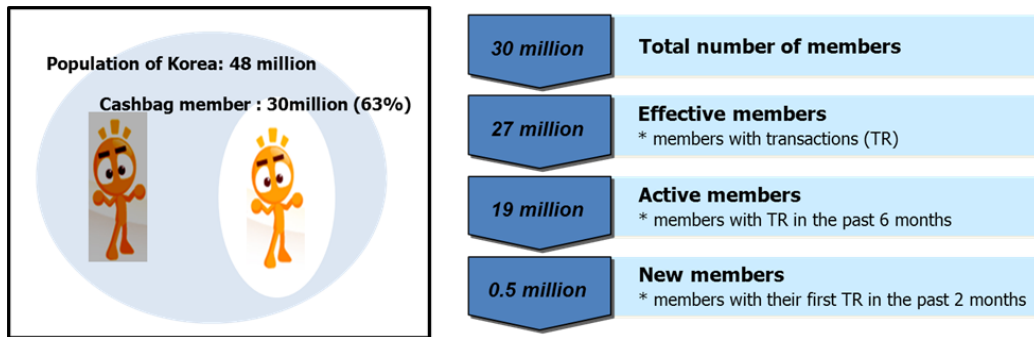 Population of Korea: 48 million
Cashbag member : 30million (63%)
30 million
Total number of members
27 million
Effective members
* members with transactions (TR)
19 million
Active members
* members with TR in the past 6 months
0.5 million
New members
* members with their first TR in the past 2 months